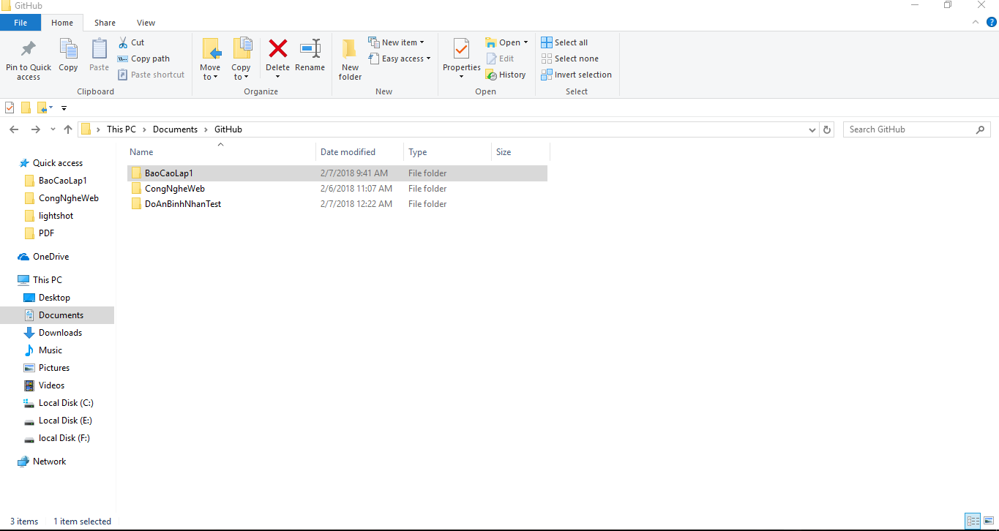 GitHub
File Home Share View
Pin to Quick access
Copy
Paste
Cut
Copy path
Paste shortcut
Clipboard
Move to
Copy to
Delete
Rename
Organize
New folder
New item
Easy access
New
Properties
Open
Edit
History
Open
Select all
Select none
Invert selection
Select
This PC Documents GitHub
Search GitHub
Name Date modified Type Size
BaoCaoLap1 2/7/2018 9:41 AM File folder
CongNgheWeb 2/6/2018 11:07 AM File folder
DoAnBinhNhanTest 2/7/2018 12:22 AM File folder
Quick access
BaoCaoLap1
CongNgheWeb
lightshot
PDF
OneDrive
This PC
Desktop
Documents
Downloads
Music
Pictures
Videos
Local Disk (C:)
Local Disk (E:)
local Disk (F:)
Network
3 items 1 item selected